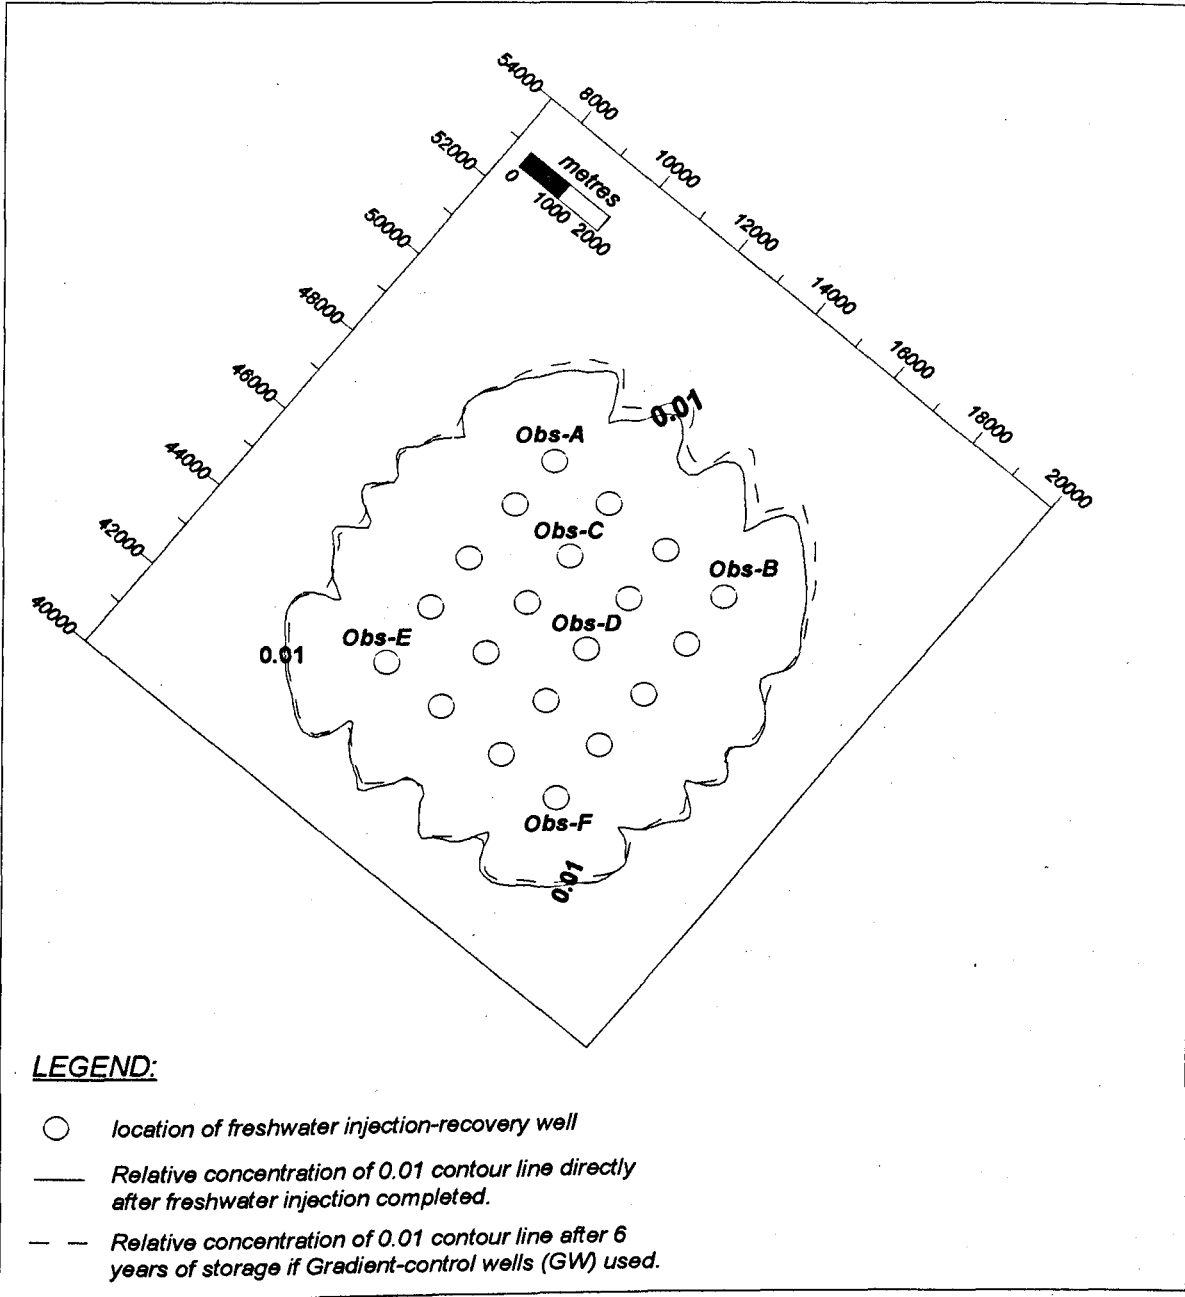 54000
8000
52000
metres
0
1000
2000
10000
50000
12000
48000
14000
46000
16000
0.01
44000
Obs-A
18000
20000
42000
Obs-C
Obs-B
40000
Obs-D
Obs-E
0.01
Obs-F
0.01
LEGEND:
location of freshwater injection-recovery well
Relative concentration of 0.01 contour line directly
after freshwater injection completed.
Relative concentration of 0.01 contour line after 6
years of storage if Gradient-control wells (GW) used.